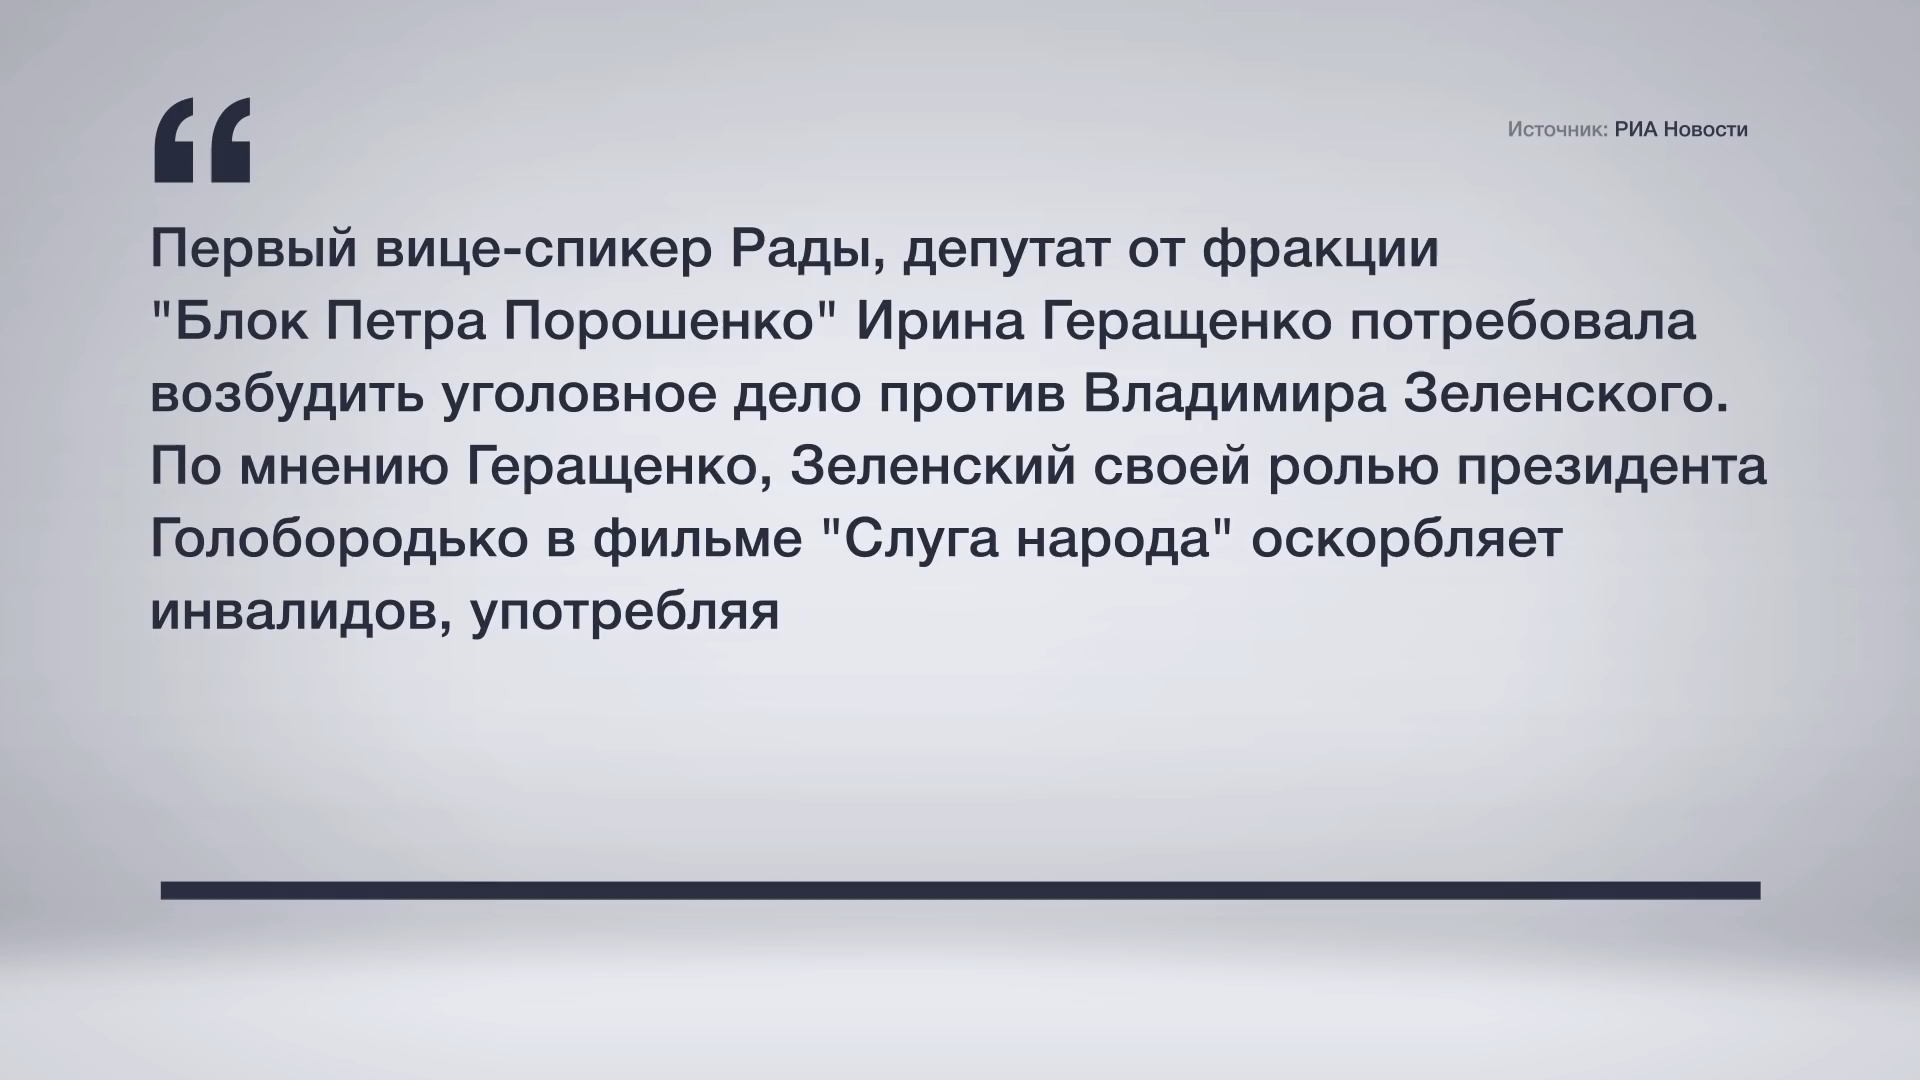 Источник: РИА Новости
Первый вице-спикер Рады, депутат от фракции
"Блок Петра Порошенко" Ирина Геращенко потребовала
возбудить уголовное дело против Владимира Зеленского.
По мнению Геращенко, Зеленский своей ролью президента
Голобородько в фильме "Слуга народа" оскорбляет
инвалидов, употребляя